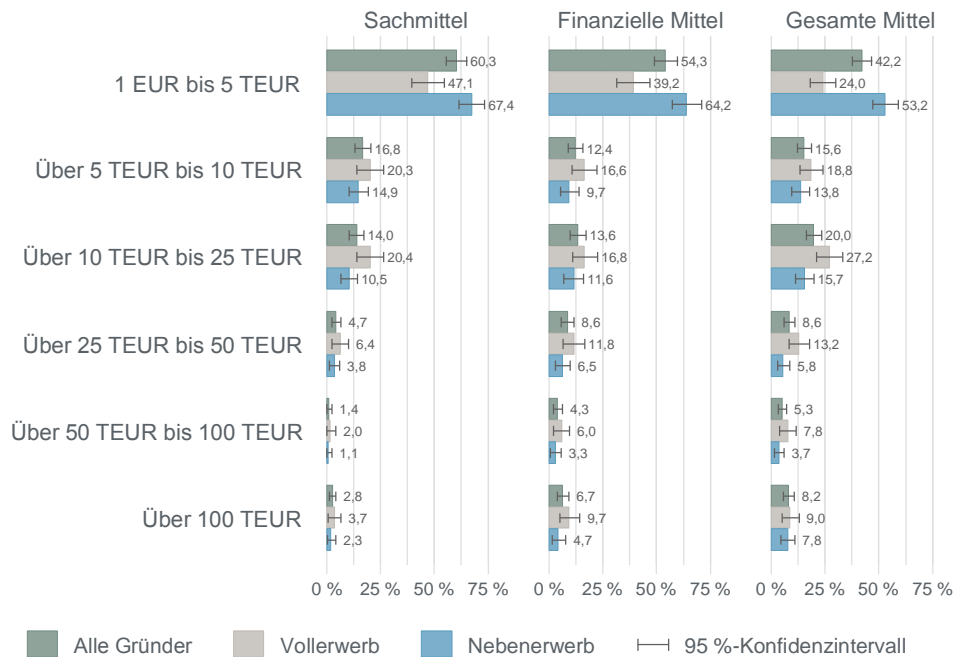 Sachmittel Finanzielle Mittel Gesamte Mittel
60,3 54,3 42,2
1 EUR bis 5 TEUR 47,1 39,2 24,0
67,4 64,2 53,2
16,8 12,4 15,6
Über 5 TEUR bis 10 TEUR 20,3 16,6 18,8
14,9 9,7 13,8
14,0 13,6 20,0
Über 10 TEUR bis 25 TEUR 20,4 16,8 27,2
10,5 11,6 15,7
4,7 8,6 8,6
Über 25 TEUR bis 50 TEUR 6,4 11,8 13,2
3,8 6,5 5,8
1,4 4,3 5,3
Über 50 TEUR bis 100 TEUR 2,0 6,0 7,8
1,1 3,3 3,7
2,8 6,7 8,2
Über 100 TEUR 3,7 9,7 9,0
2,3 4,7 7,8
0 % 25 % 50 % 75 % 0 % 25 % 50 % 75 % 0 % 25 % 50 % 75 %
Alle Gründer Vollerwerb Nebenerwerb 95 %-Konfidenzintervall